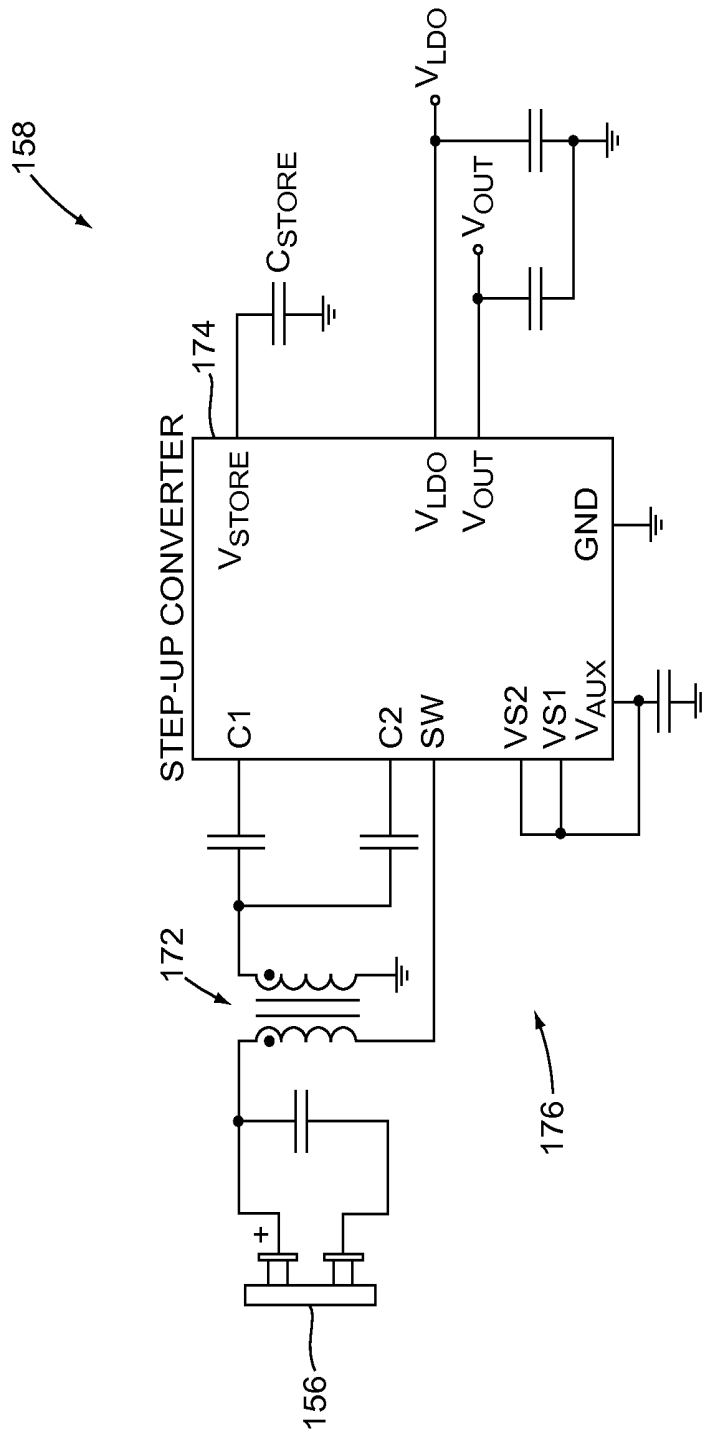 158
STEP-UP CONVERTER
174
172
C1
VSTORE
CSTORE
+
C2
SW
VLDO
VLDO
VOUT
VOUT
VS2
VS1
VAUX
GND
156
176